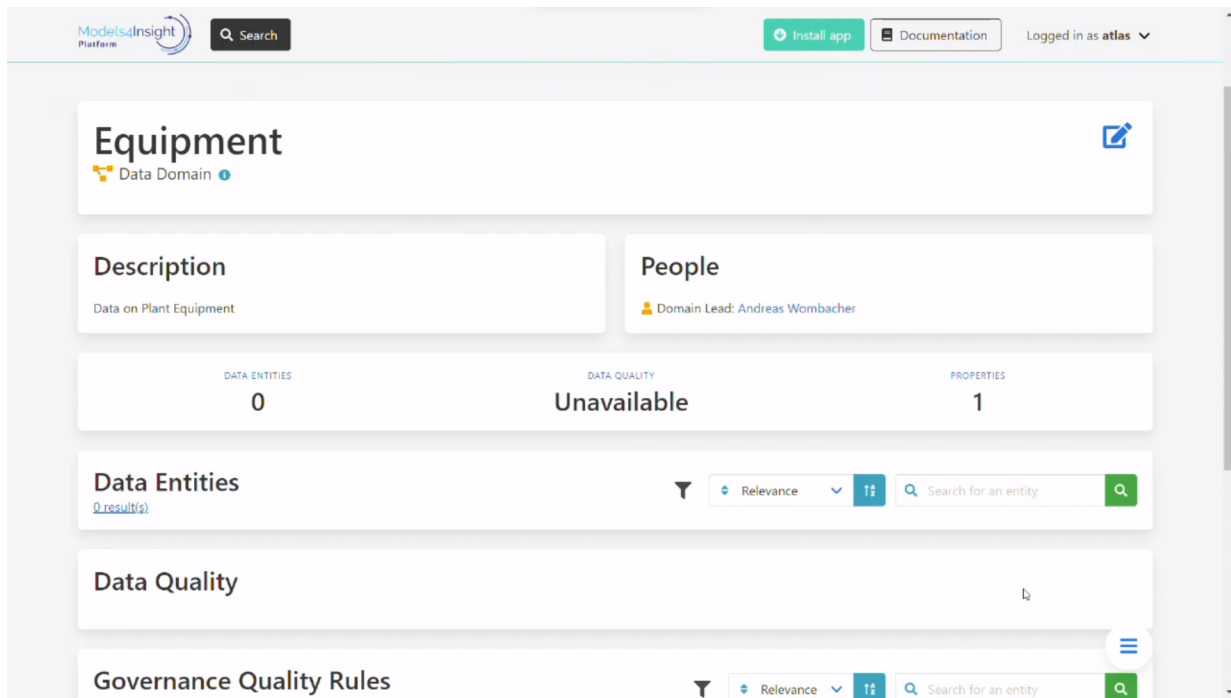 Models4Insight
Platform
Search
Install app
Documentation
Logged in as atlas
Equipment
Data Domain
Description
Data on Plant Equipment
People
Domain Lead: Andreas Wombacher
DATA ENTITIES
0
DATA QUALITY
Unavailable
PROPERTIES
1
Data Entities
0 result(s)
Relevance
Search for an entity
Data Quality
Governance Quality Rules
Relevance
Search for an entity